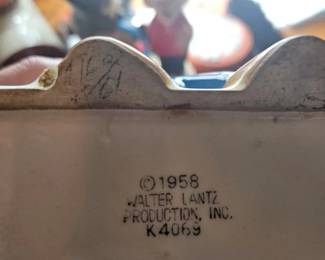 ©1958
WALTER LANTZ
PRODUCTION, INC.
K4069